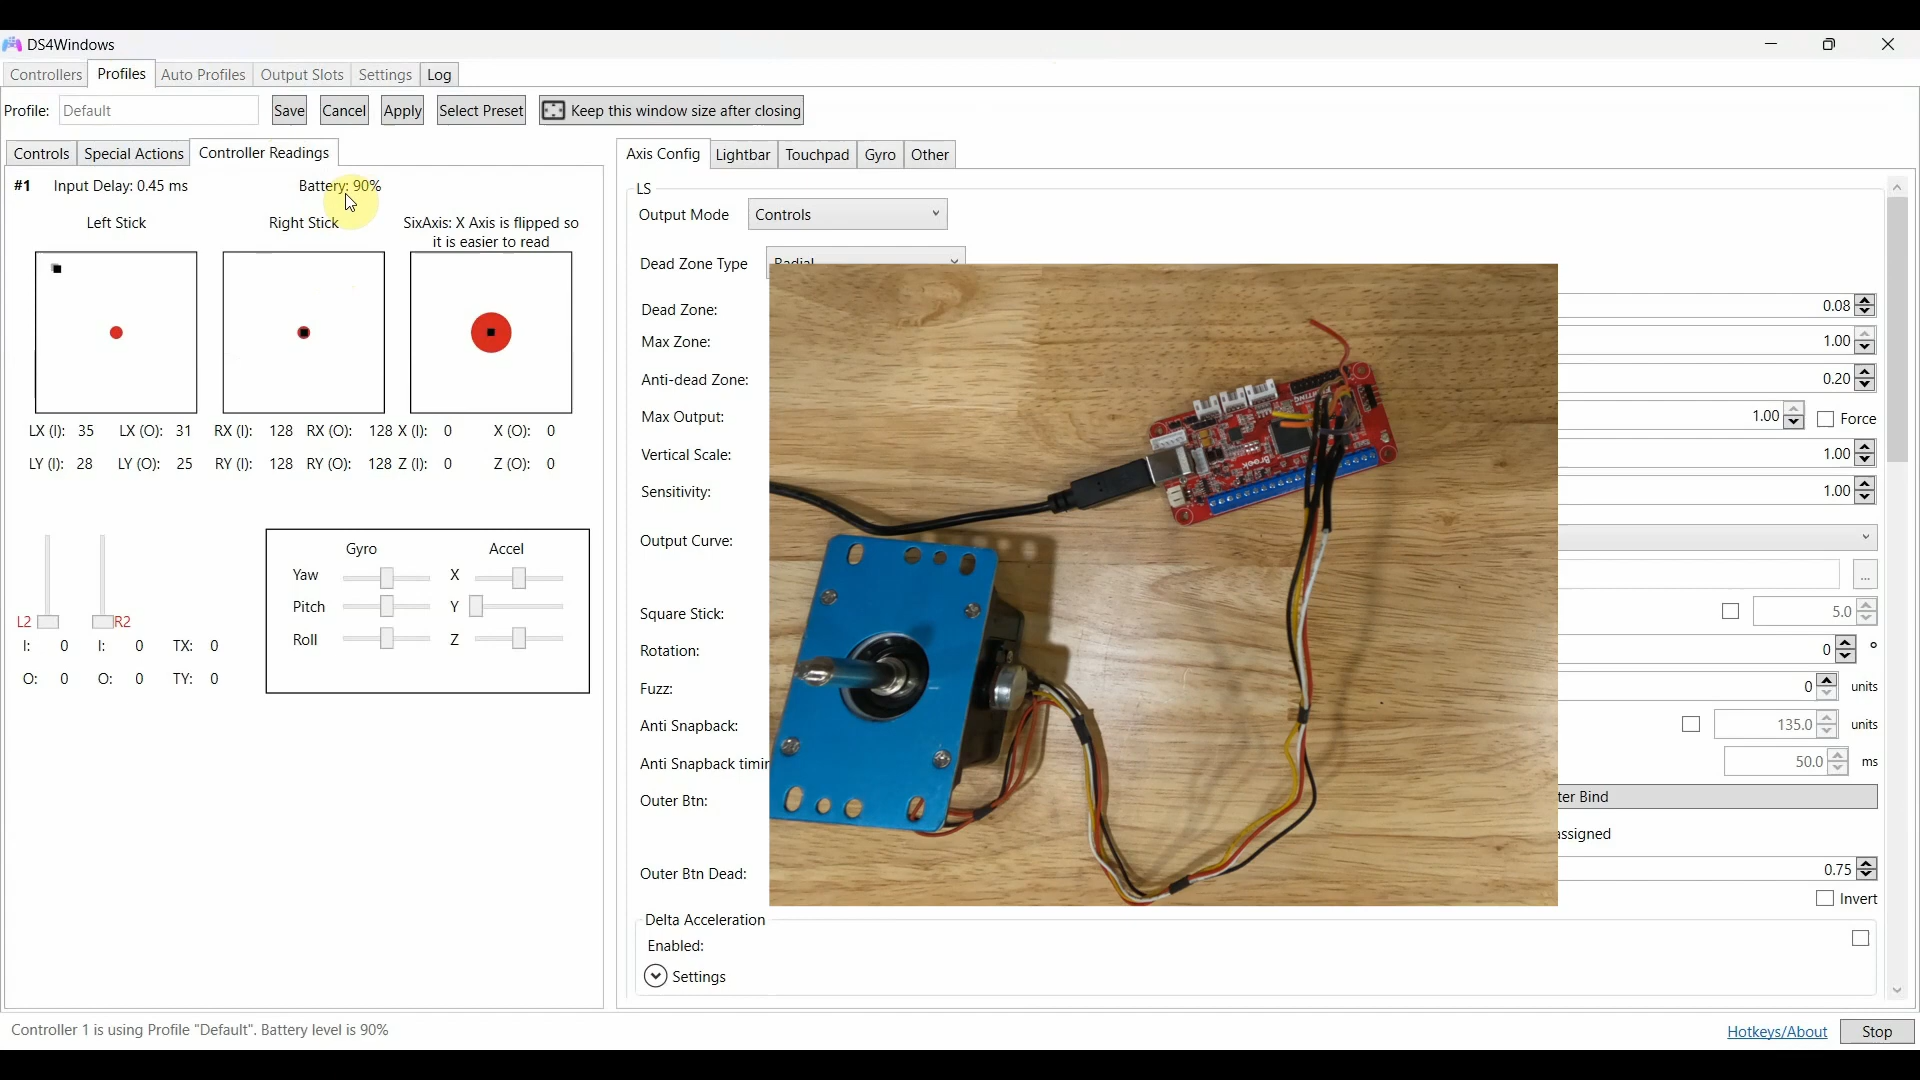 DS4Windows
Controllers Profiles Auto Profiles Output Slots Settings Log
Profile: Default Save Cancel Apply Select Preset Keep this window size after closing
Controls Special Actions Controller Readings
#1 Input Delay: 0.45 ms Battery: 90%
Left Stick Right Stick SixAxis: X Axis is flipped so
it is easier to read
LX (I): 35 LX (O): 31 RX (I): 128 RX (O): 128 X (I): 0 X (O): 0
LY (I): 28 LY (O): 25 RY (I): 128 RY (O): 128 Z (I): 0 Z (O): 0
Gyro Accel
Yaw X
Pitch Y
L2 R2
Roll Z
I: 0 I: 0 TX: 0
O: 0 O: 0 TY: 0
Axis Config Lightbar Touchpad Gyro Other
LS
Output Mode Controls
Dead Zone Type Radial
Dead Zone: 0.08
Max Zone: 1.00
Anti-dead Zone: 0.20
Max Output: 1.00 Force
Vertical Scale: 1.00
Sensitivity: 1.00
Output Curve:
...
Square Stick: 5.0
Rotation: 0 °
Fuzz: 0 units
Anti Snapback: 135.0 units
Anti Snapback timin 50.0 ms
Outer Btn: ter Bind
assigned
Outer Btn Dead: 0.75
Invert
Delta Acceleration
Enabled:
Settings
Brook
Controller 1 is using Profile "Default". Battery level is 90%
Hotkeys/About Stop